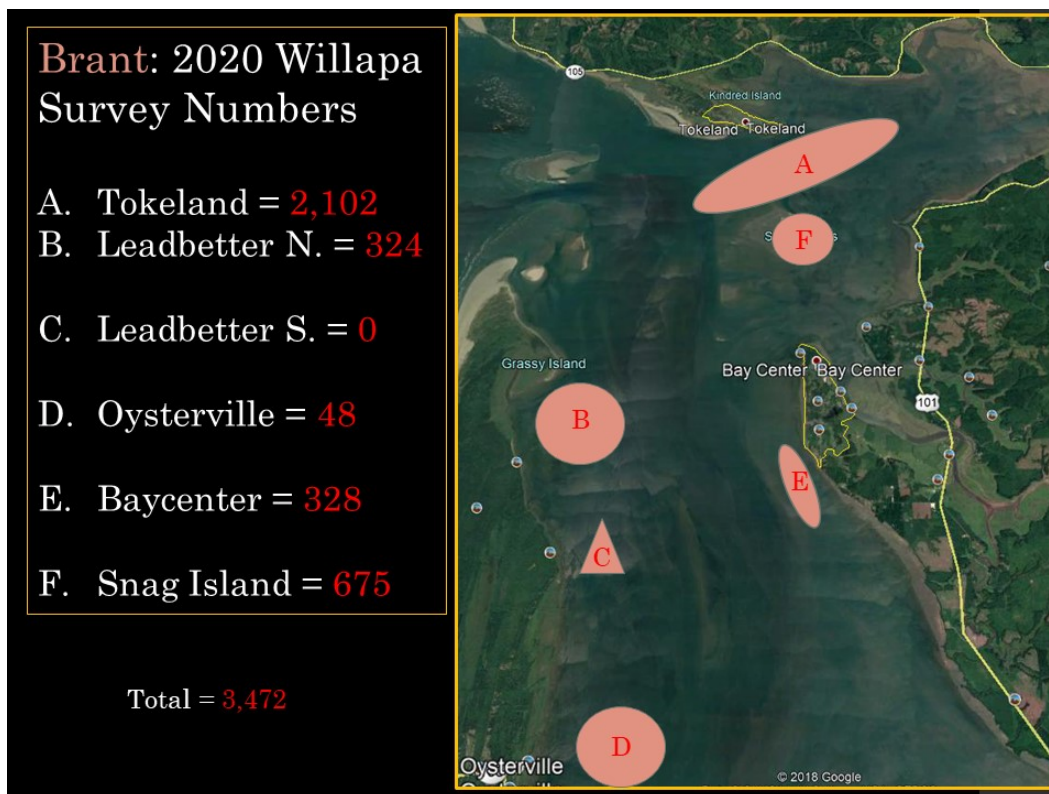 Brant: 2020 Willapa
Survey Numbers
A. Tokeland = 2,102
B. Leadbetter N. = 324
C. Leadbetter S. = 0
D. Oysterville = 48
E. Baycenter = 328
F. Snag Island = 675
Total = 3,472
105
Kindred Island
Tokeland Tokeland
A
F
Grassy Island
Bay Center Bay Center
101
B
E
C
D
Oysterville
© 2018 Google